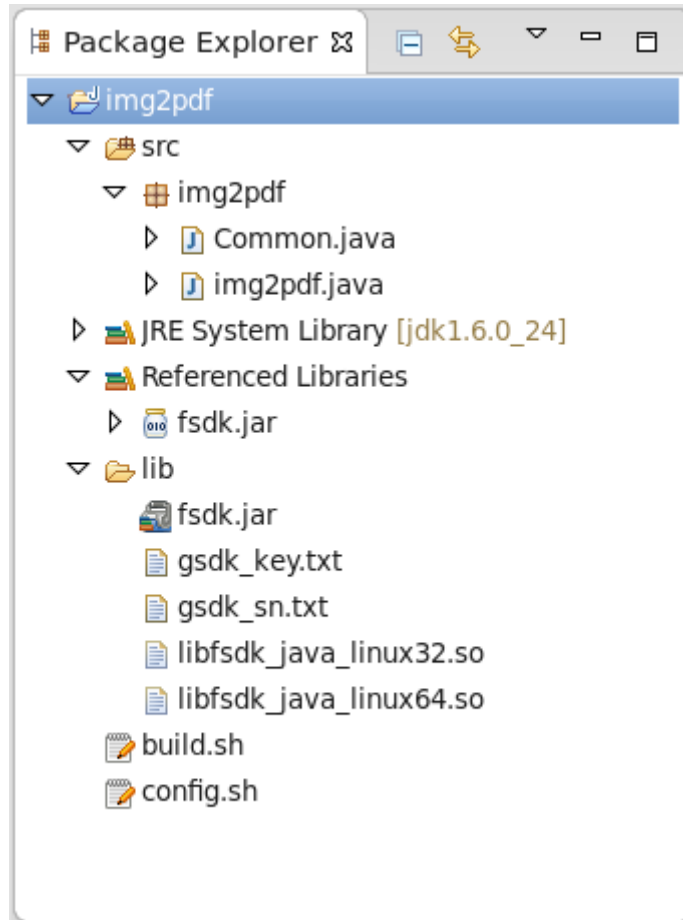 Package Explorer
img2pdf
src
img2pdf
Common.java
img2pdf.java
JRE System Library [jdk1.6.0_24]
Referenced Libraries
fsdk.jar
lib
fsdk.jar
gsdk_key.txt
gsdk_sn.txt
libfsdk_java_linux32.so
libfsdk_java_linux64.so
build.sh
config.sh